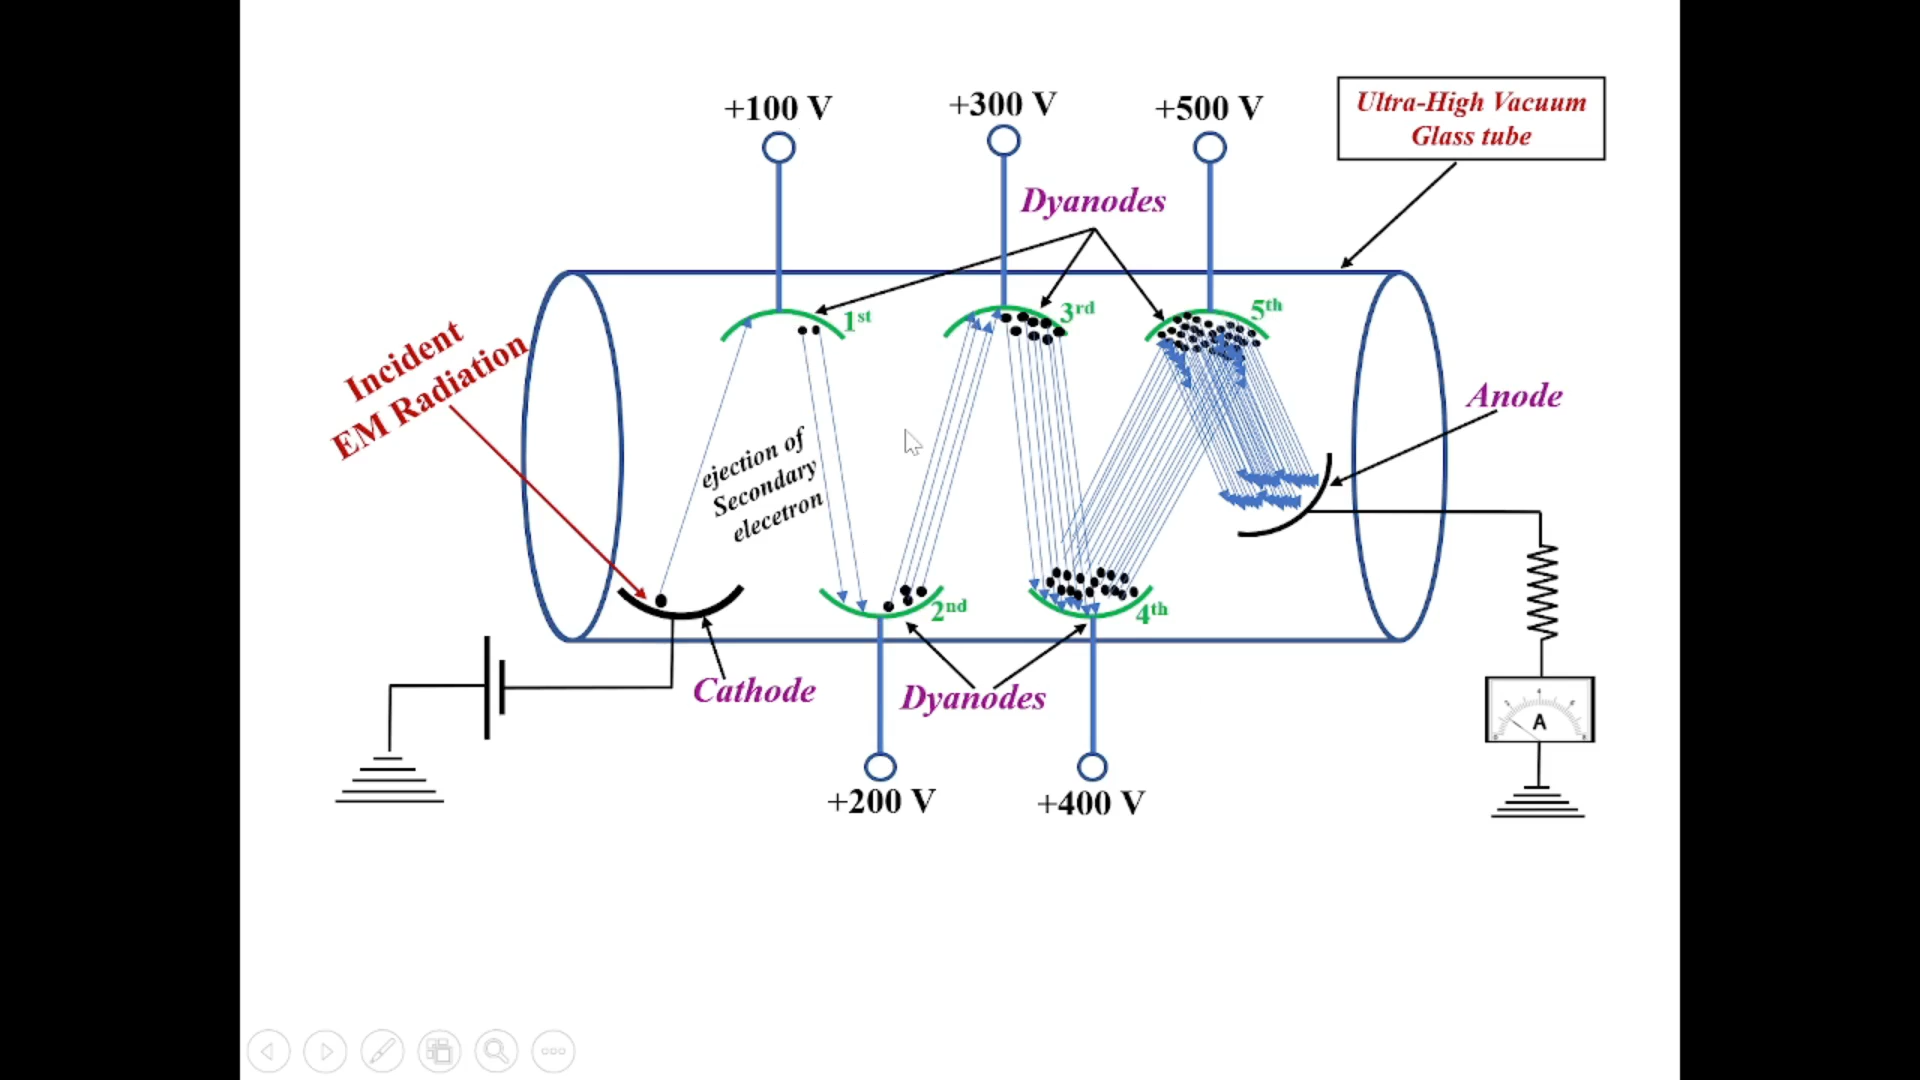 +100 V
+300 V
+500 V
Ultra-High Vacuum
Glass tube
Dyanodes
1st
3rd
5th
Incident
EM Radiation
Anode
ejection of
Secondary
elecetron
2nd
4th
Cathode
Dyanodes
A
+200 V
+400 V